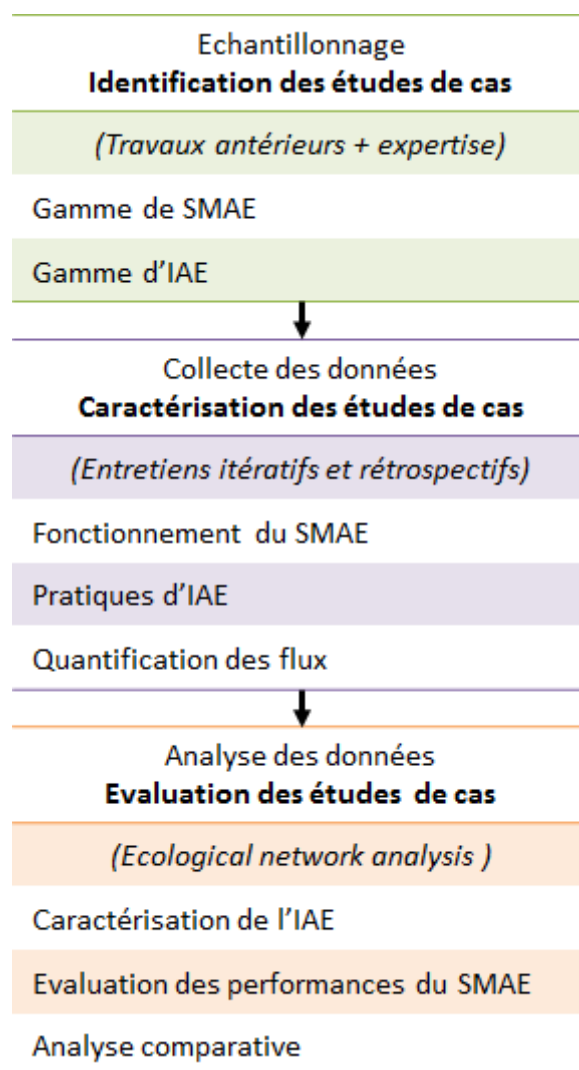 Echantillonnage
Identification des études de cas
(Travaux antérieurs + expertise)
Gamme de SMAE
Gamme d'IAE
Collecte des données
Caractérisation des études de cas
(Entretiens itératifs et rétrospectifs)
Fonctionnement du SMAE
Pratiques d'IAE
Quantification des flux
Analyse des données
Evaluation des études de cas
(Ecological network analysis )
Caractérisation de l'IAE
Evaluation des performances du SMAE
Analyse comparative